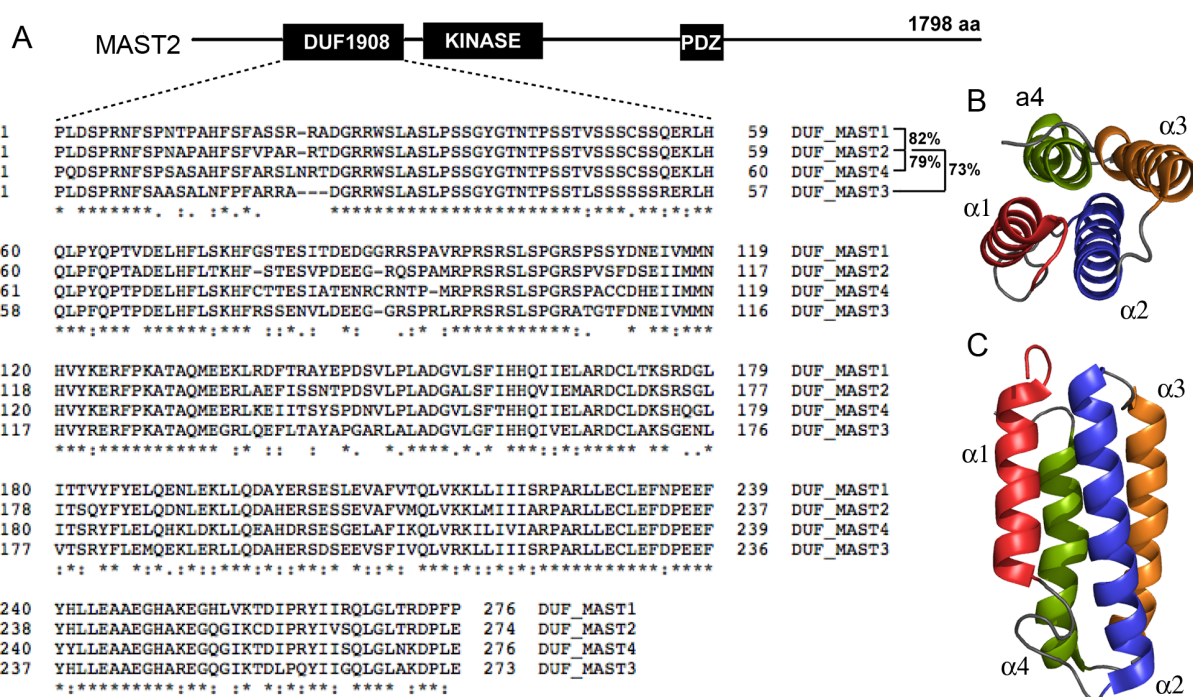 A
MAST2
DUF1908
KINASE
PDZ
1798 aa
1 PLDSPRNFSPNTPAHFSFASSR-RADGRRWSLASLPSSGYGTNTPSSTVSSSCSSQERLH 59 DUF_MAST1
1 PLDSPRNFSPNAPAHFSFVPAR-RTDGRRWSLASLPSSGYGTNTPSSTVSSSCSSQEKLH 59 DUF_MAST2
1 PQDSPRNFSPSASAHFSFARSLNRTDGRRWSLASLPSSGYGTNTPSSTVSSSCSSQEKLH 60 DUF_MAST4
1 PLDSPRNFSAASALNFPFARRA---DGRRWSLASLPSSGYGTNTPSSTLSSSSSSRERLH 57 DUF_MAST3
* *******. :. :*.*. ***********************:***.**:*:**
82%
79%
73%
60 QLPYQPTVDELHFLSKHFGSTESITDEDGGRRSPAVRPRSRSLSPGRSPSSYDNEIVMMN 119 DUF_MAST1
60 QLPFQPTADELHFLTKHF-STESVPDEEG-RQSPAMRPRSRSLSPGRSPVSFDSEIIMMN 117 DUF_MAST2
61 QLPYQPTPDELHFLSKHFCTTESIATENRCRNTP-MRPRSRSLSPGRSPACCDHEIIMMN 119 DUF_MAST4
58 QLPFQPTPDELHFLSKHFRSSENVLDEEG-GRSPRLRPRSRSLSPGRATGTFDNEIVMMN 116 DUF_MAST3
***:*** ******:*** ::*.: *: .:* :***********:. * **:***
120 HVYKERFPKATAQMEEKLRDFTRAYEPDSVLPLADGVLSFIHHQIIELARDCLTKSRDGL 179 DUF_MAST1
118 HVYKERFPKATAQMEERLAEFISSNTPDSVLPLADGALSFIHHQVIEMARDCLDKSRSGL 177 DUF_MAST2
120 HVYKERFPKATAQMEERLKEIITSYSPDNVLPLADGVLSFTHHQIIELARDCLDKSHQGL 179 DUF_MAST4
117 HVYRERFPKATAQMEGRLQEFLTAYAPGARLALADGVLGFIHHQIVELARDCLAKSGENL 176 DUF_MAST3
***:*********** :* :: : *. *.****.*.* ***::*:***** ** ..*
180 ITTVYFYELQENLEKLLQDAYERSESLEVAFVTQLVKKLLIIISRPARLLECLEFNPEEF 239 DUF_MAST1
178 ITSQYFYELQDNLEKLLQDAHERSESAEVAFVMQLVKKLMIIIARPARLLECLEFDPEEF 237 DUF_MAST2
180 ITSRYFLELQHKLDKLLQEAHDRSESGELAFIKQLVKKILIVIARPARLLECLEFDPEEF 239 DUF_MAST4
177 VTSRYFLEMQEKLERLLQDAHERSDSEEVSFIVQLVRKLLIIISRPARLLECLEFDPEEF 236 DUF_MAST3
:*: ** *:*.:*::***:*::**:* *::*: ***:*::*:*:***********:****
240 YHLLEAAEGHAKEGHLVKTDIPRYIIRQLGLTRDPFP 276 DUF_MAST1
238 YHLLEAAEGHAKEGQGIKCDIPRYIVSQLGLTRDPLE 274 DUF_MAST2
240 YYLLEAAEGHAKEGQGIKTDIPRYIISQLGLNKDPLE 276 DUF_MAST4
237 YHLLEAAEGHAREGQGIKTDLPQYIIGQLGLAKDPLE 273 DUF_MAST3
*:*********:**: :* *:*:**: **** :**:
B
a4
α3
α1
α2
C
α3
α1
α4
α2